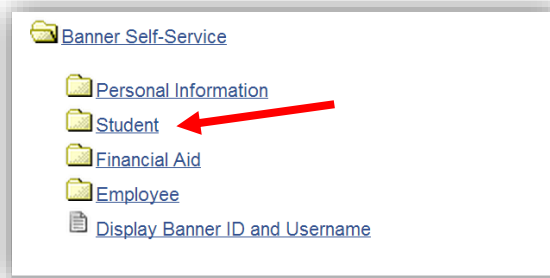 Banner Self-Service
Personal Information
Student
Financial Aid
Employee
Display Banner ID and Username